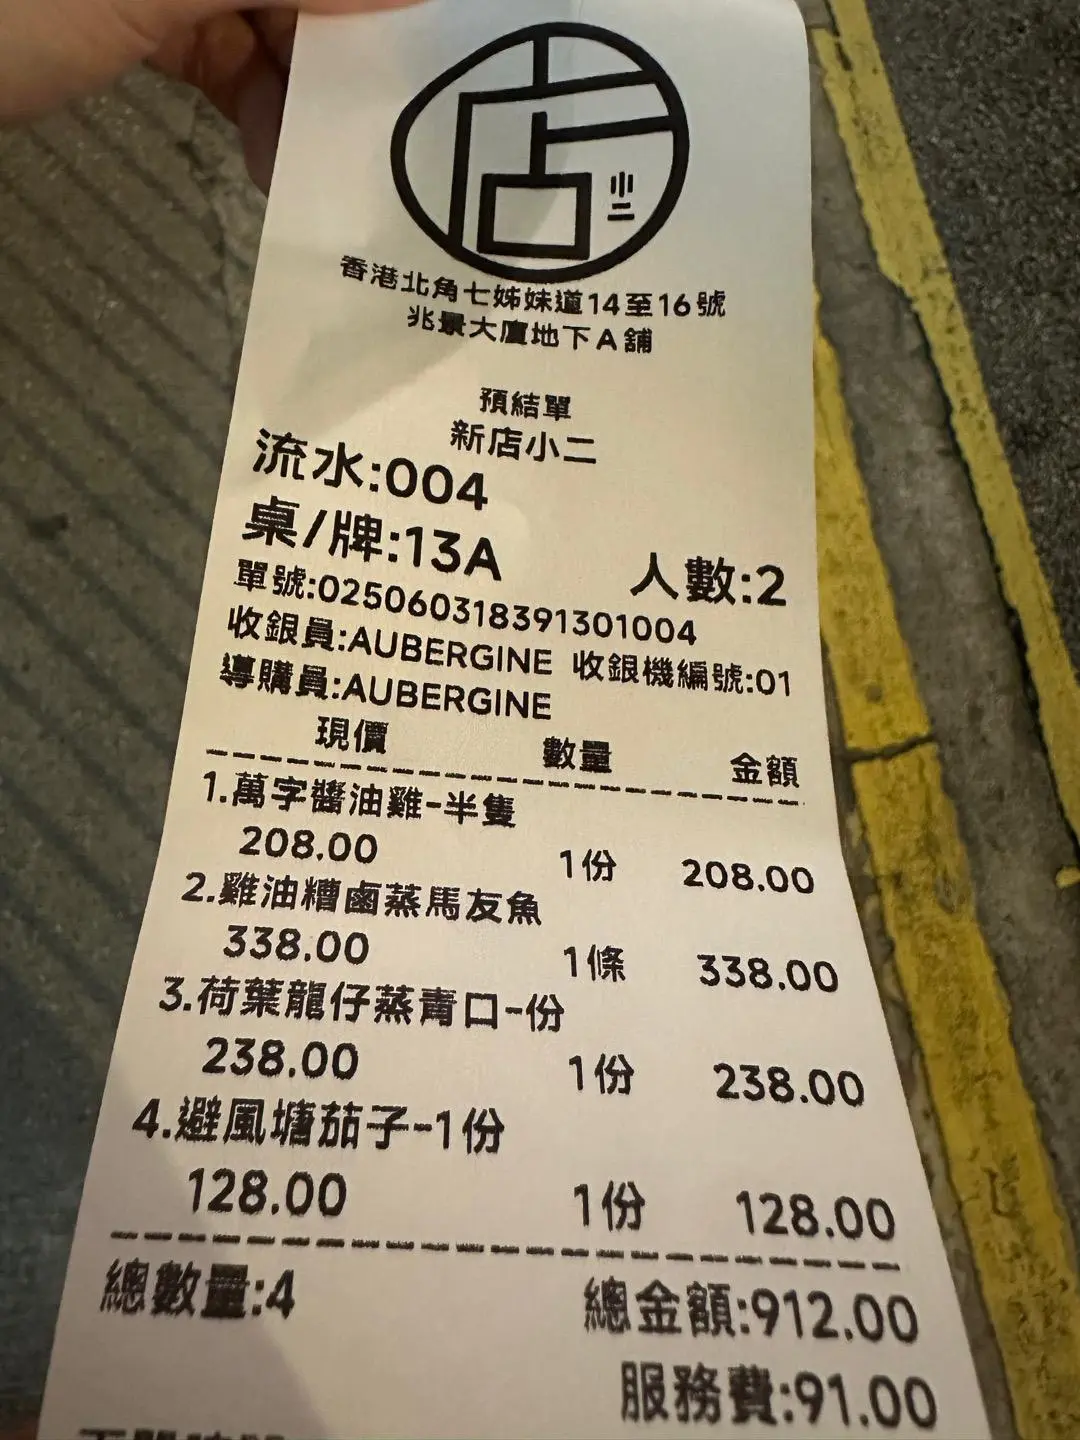 店
小二
香港北角七姊妹道14至16號
兆景大廈地下A舖
預結單
新店小二
流水:004
桌/牌:13A 人數:2
單號:025060318391301004
收銀員:AUBERGINE 收銀機編號:01
導購員:AUBERGINE
現價 數量 金額
1.萬字醬油雞-半隻
208.00 1份 208.00
2.雞油糟鹵蒸馬友魚
338.00 1條 338.00
3.荷葉龍仔蒸青口-份
238.00 1份 238.00
4.避風塘茄子-1份
128.00 1份 128.00
總數量:4 總金額:912.00
服務費:91.00